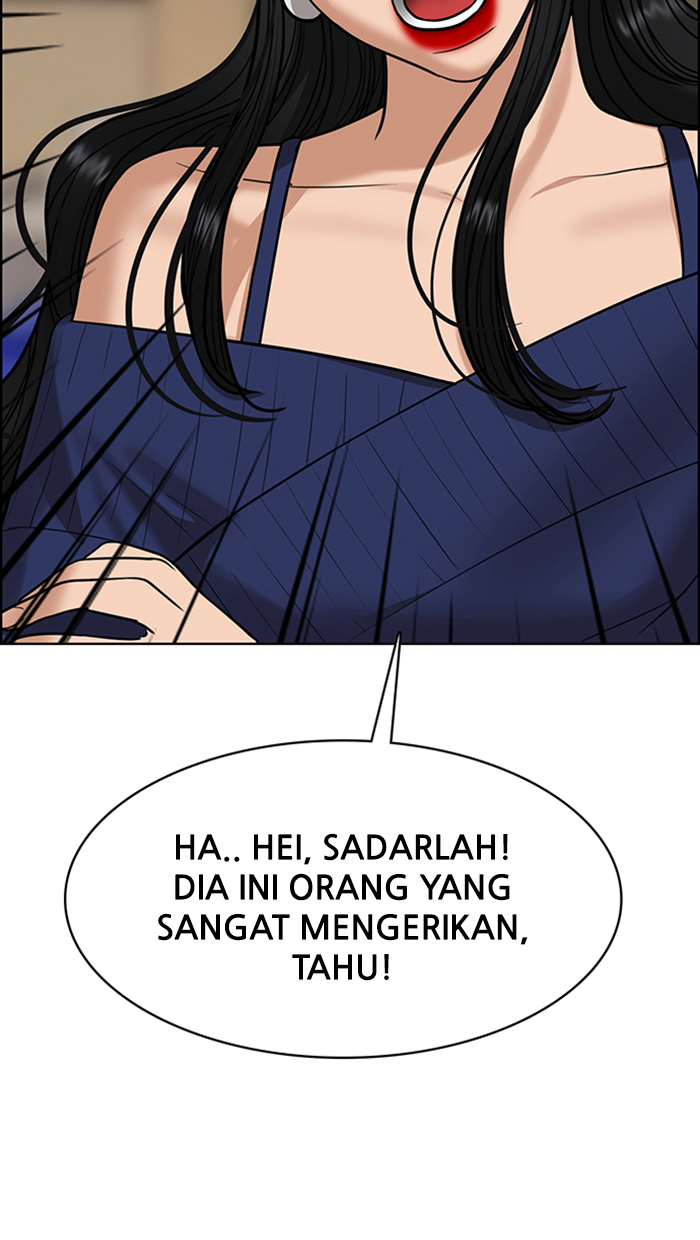 HA.. HEI, SADARLAH!
DIA INI ORANG YANG
SANGAT MENGERIKAN,
TAHU!